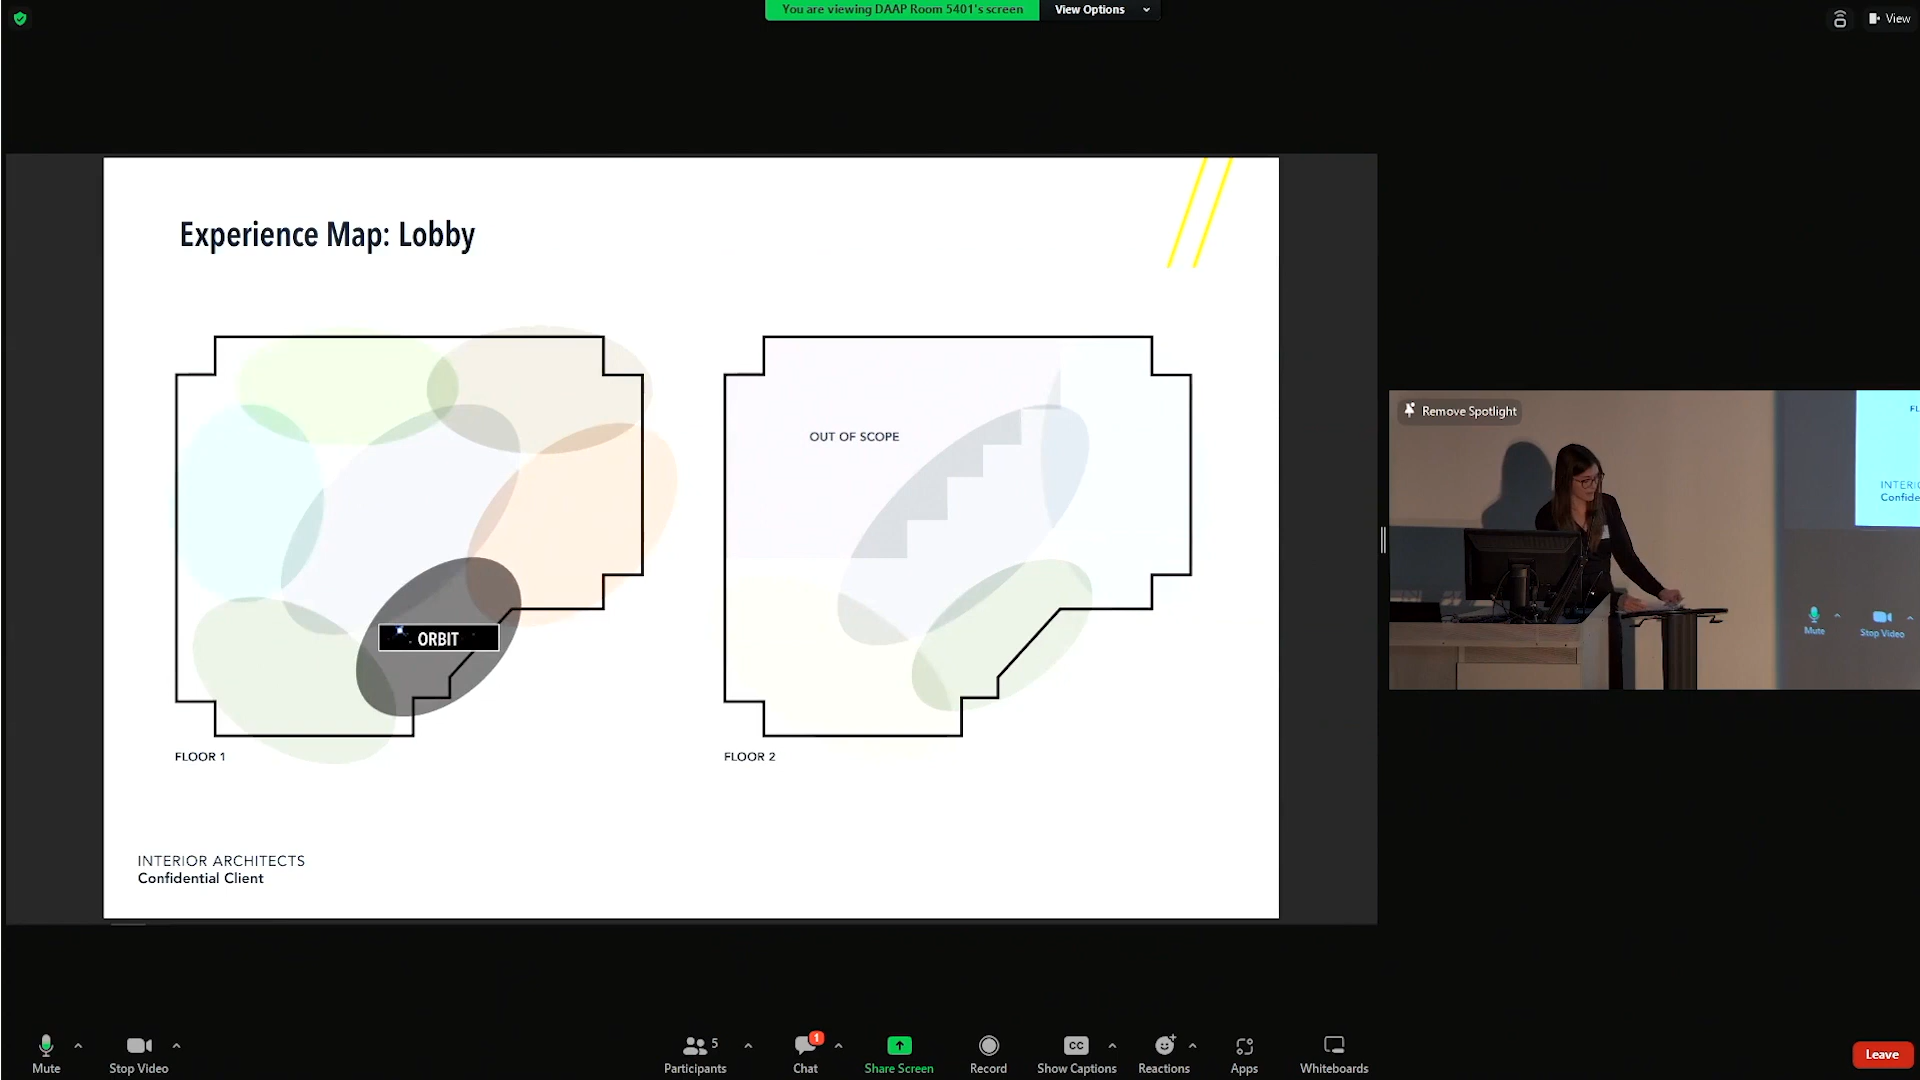 You are viewing DAAP Room 5401's screen
View Options
View
Experience Map: Lobby
OUT OF SCOPE
ORBIT
FLOOR 1
FLOOR 2
INTERIOR ARCHITECTS
Confidential Client
Remove Spotlight
Mute
Stop Video
Mute
Stop Video
5
Participants
1
Chat
Share Screen
Record
CC
Show Captions
Reactions
Apps
Whiteboards
Leave